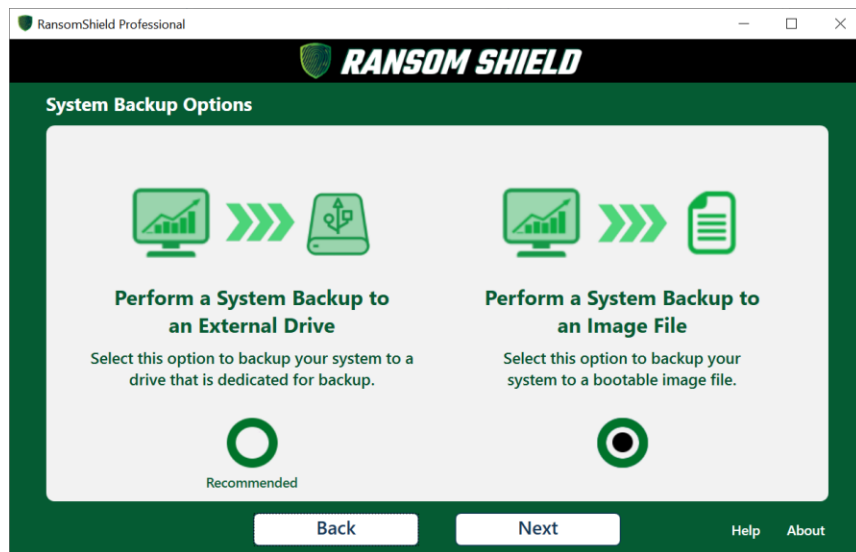 RansomShield Professional
RANSOM SHIELD
System Backup Options
Perform a System Backup to
an External Drive
Select this option to backup your system to a
drive that is dedicated for backup.
Recommended
Perform a System Backup to
an Image File
Select this option to backup your
system to a bootable image file.
Back
Next
Help
About